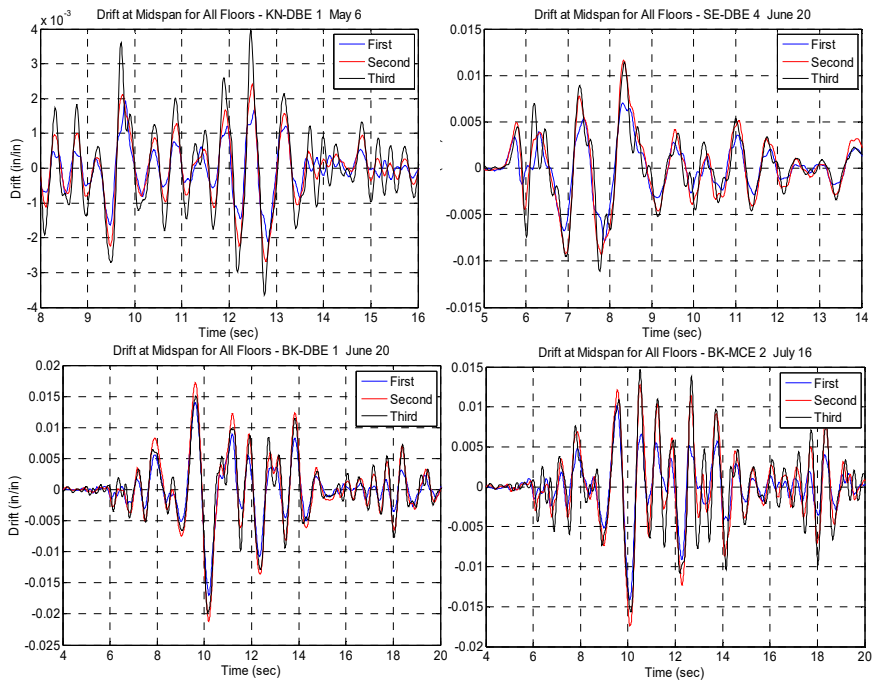 Drift at Midspan for All Floors - KN-DBE 1 May 6
x 10-3
4
3
2
1
0
-1
-2
-3
-4
Drift (in/in)
First
Second
Third
8 9 10 11 12 13 14 15 16
Time (sec)
Drift at Midspan for All Floors - SE-DBE 4 June 20
0.015
0.01
0.005
0
-0.005
-0.01
-0.015
First
Second
Third
5 6 7 8 9 10 11 12 13 14
Time (sec)
Drift at Midspan for All Floors - BK-DBE 1 June 20
0.02
0.015
0.01
0.005
0
-0.005
-0.01
-0.015
-0.02
-0.025
Drift (in/in)
First
Second
Third
4 6 8 10 12 14 16 18 20
Time (sec)
Drift at Midspan for All Floors - BK-MCE 2 July 16
0.015
0.01
0.005
0
-0.005
-0.01
-0.015
-0.02
First
Second
Third
4 6 8 10 12 14 16 18 20
Time (sec)